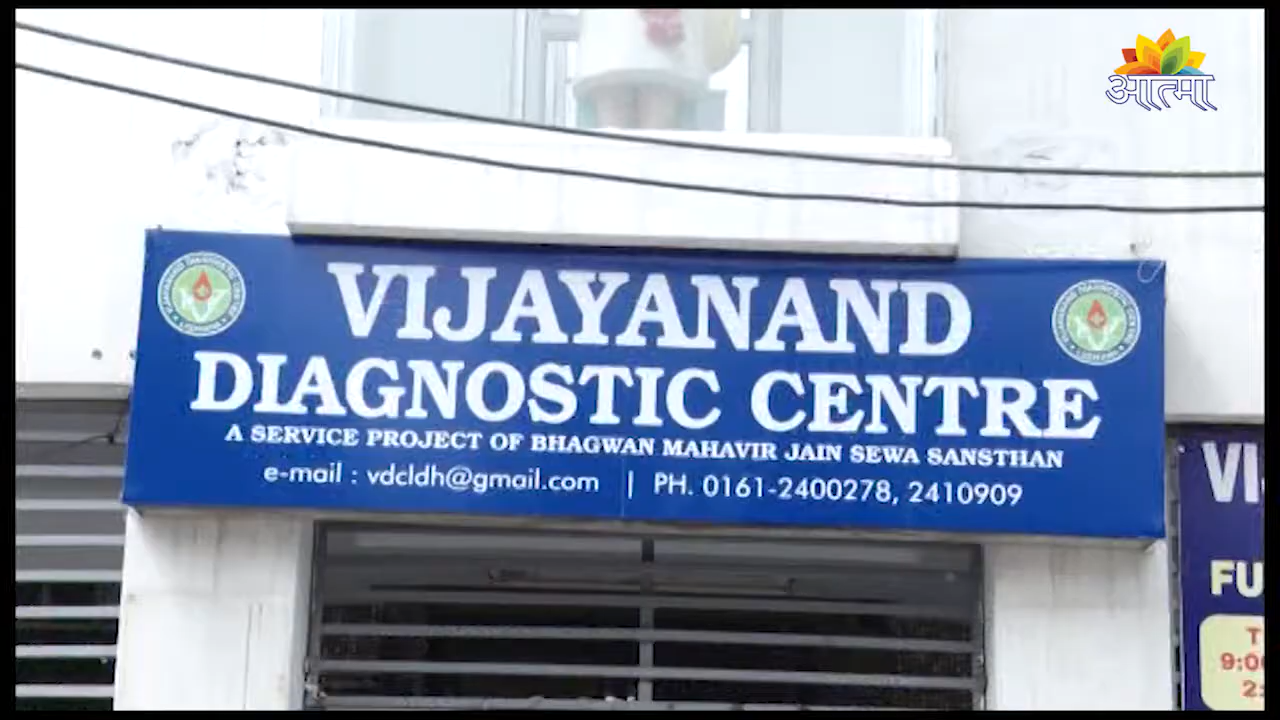 आत्मा
VIJAYANAND
DIAGNOSTIC CENTRE
A SERVICE PROJECT OF BHAGWAN MAHAVIR JAIN SEWA SANSTHAN
e-mail : vdcldh@gmail.com | PH. 0161-2400278, 2410909